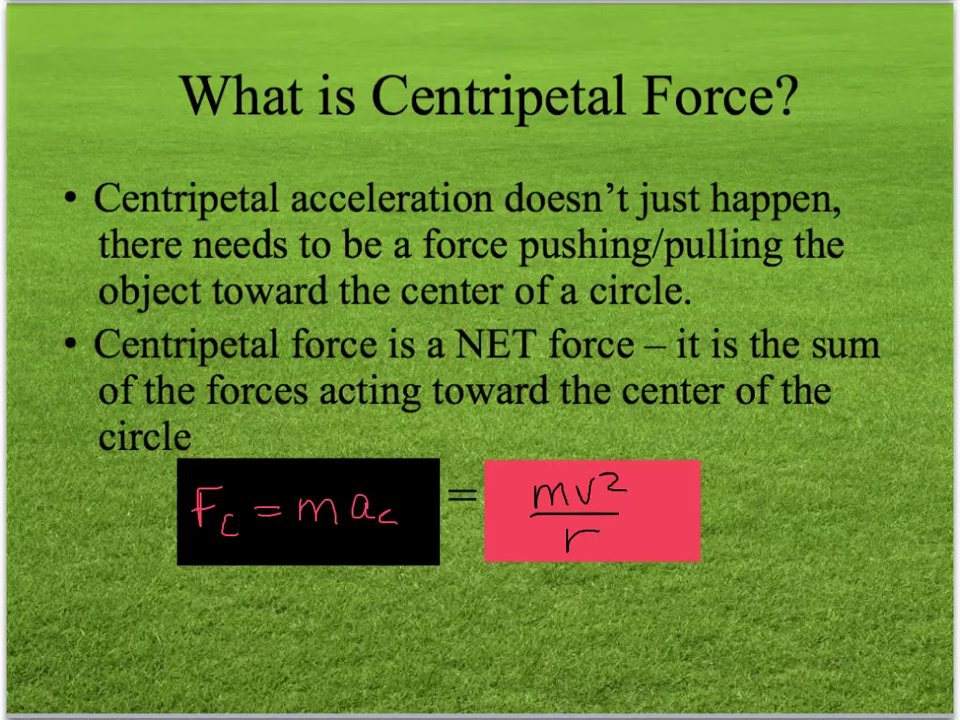 What is Centripetal Force?
• Centripetal acceleration doesn’t just happen,
there needs to be a force pushing/pulling the
object toward the center of a circle.
• Centripetal force is a NET force – it is the sum
of the forces acting toward the center of the
circle
F_c = m a_c = mv²/r